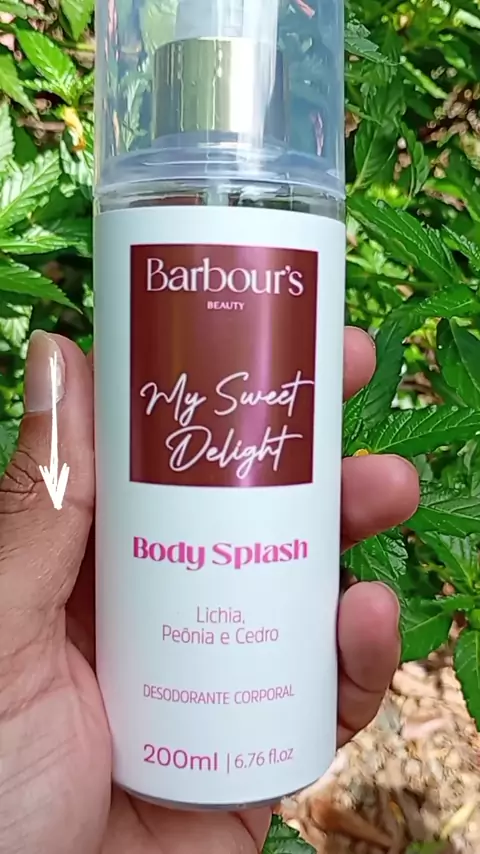 Barbour's
BEAUTY
My Sweet
Delight
Body Splash
Lichia,
Peônia e Cedro
DESODORANTE CORPORAL
200ml | 6.76 fl.oz